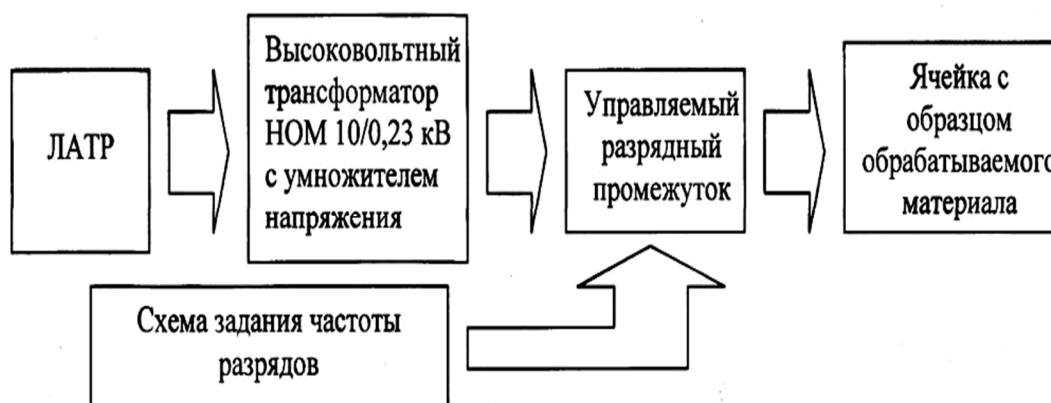 ЛАТР
Высоковольтный
трансформатор
НОМ 10/0,23 кВ
с умножителем
напряжения
Управляемый
разрядный
промежуток
Ячейка с
образцом
обрабатываемого
материала
Схема задания частоты
разрядов